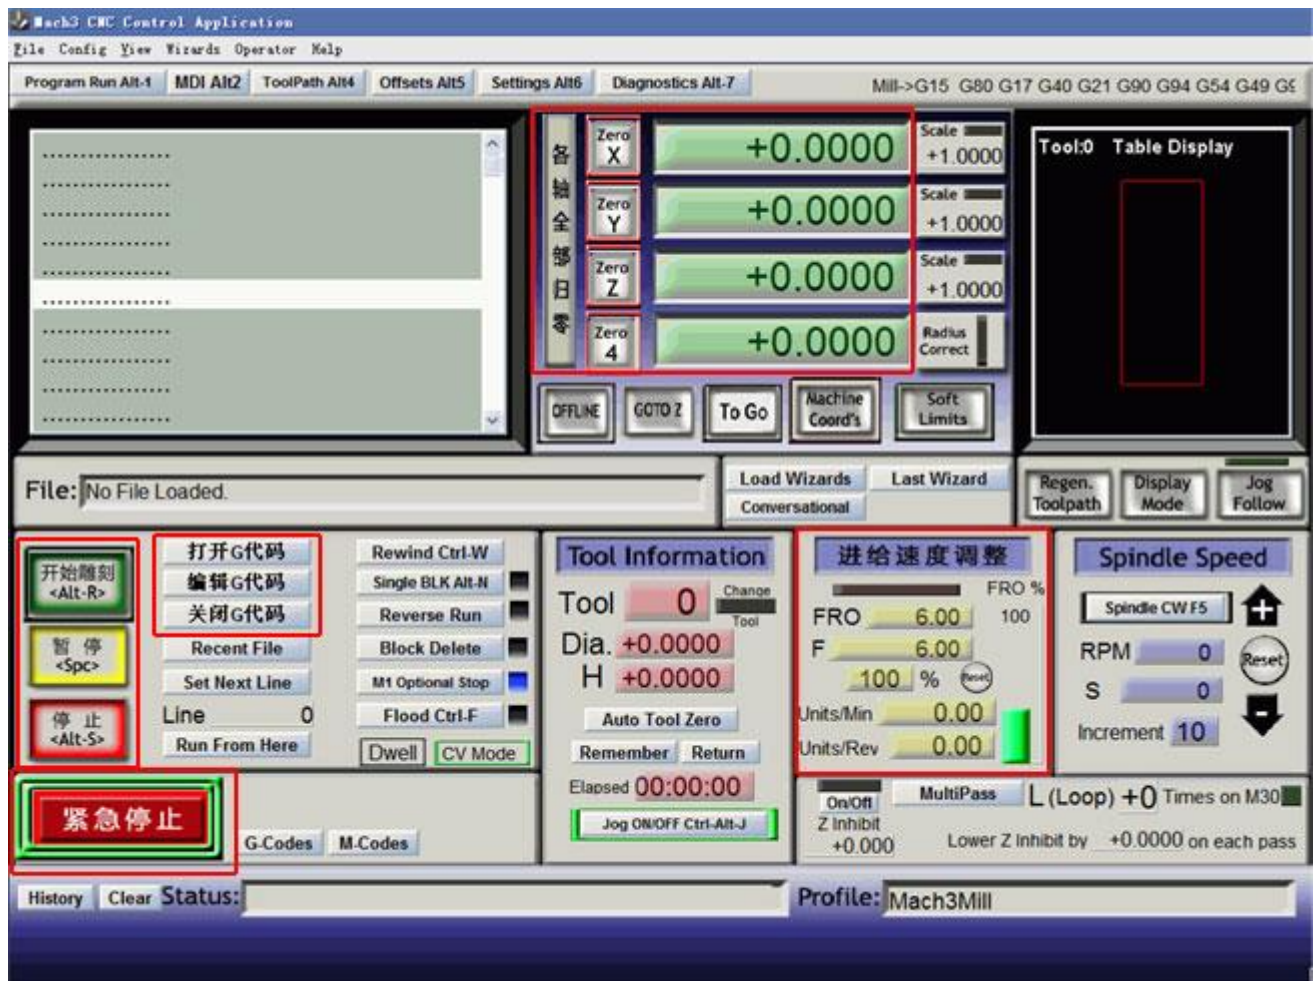 Mach3 CNC Control Application
File Config View Wizards Operator Help
Program Run Alt-1 MDI Alt2 ToolPath Alt4 Offsets Alt5 Settings Alt6 Diagnostics Alt-7 Mill->G15 G80 G17 G40 G21 G90 G94 G54 G49 G9
..................
..................
..................
..................
..................
..................
..................
..................
..................
各轴全部归零
Zero X +0.0000 Scale +1.0000
Zero Y +0.0000 Scale +1.0000
Zero Z +0.0000 Scale +1.0000
Zero 4 +0.0000 Radius Correct
OFFLINE GOTO Z To Go Machine Coord's Soft Limits
Tool:0 Table Display
File: No File Loaded.
Load Wizards Last Wizard
Conversational
Regen. Toolpath Display Mode Jog Follow
开始雕刻
<Alt-R>
暂 停
<Spc>
停 止
<Alt-S>
紧急停止
打开G代码
编辑G代码
关闭G代码
Recent File
Set Next Line
Line 0
Run From Here
Rewind Ctrl-W
Single BLK Alt-N
Reverse Run
Block Delete
M1 Optional Stop
Flood Ctrl-F
Dwell CV Mode
G-Codes M-Codes
Tool Information
Tool 0 Change Tool
Dia. +0.0000
H +0.0000
Auto Tool Zero
Remember Return
Elapsed 00:00:00
Jog ON/OFF Ctrl-Alt-J
进给速度调整
FRO %
FRO 6.00 100
F 6.00
100 % Reset
Units/Min 0.00
Units/Rev 0.00
Spindle Speed
Spindle CW F5
RPM 0 Reset
S 0
Increment 10
On/Off MultiPass L (Loop) +0 Times on M30
Z Inhibit
+0.000 Lower Z Inhibit by +0.0000 on each pass
History Clear Status: Profile: Mach3Mill